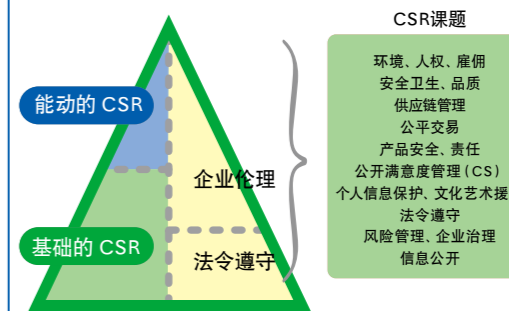 CSR课题
能动的 CSR
企业伦理
基础的 CSR
法令遵守
环境、人权、雇佣
安全卫生、品质
供应链管理
公平交易
产品安全、责任
公开满意度管理(CS)
个人信息保护、文化艺术援
法令遵守
风险管理、企业治理
信息公开